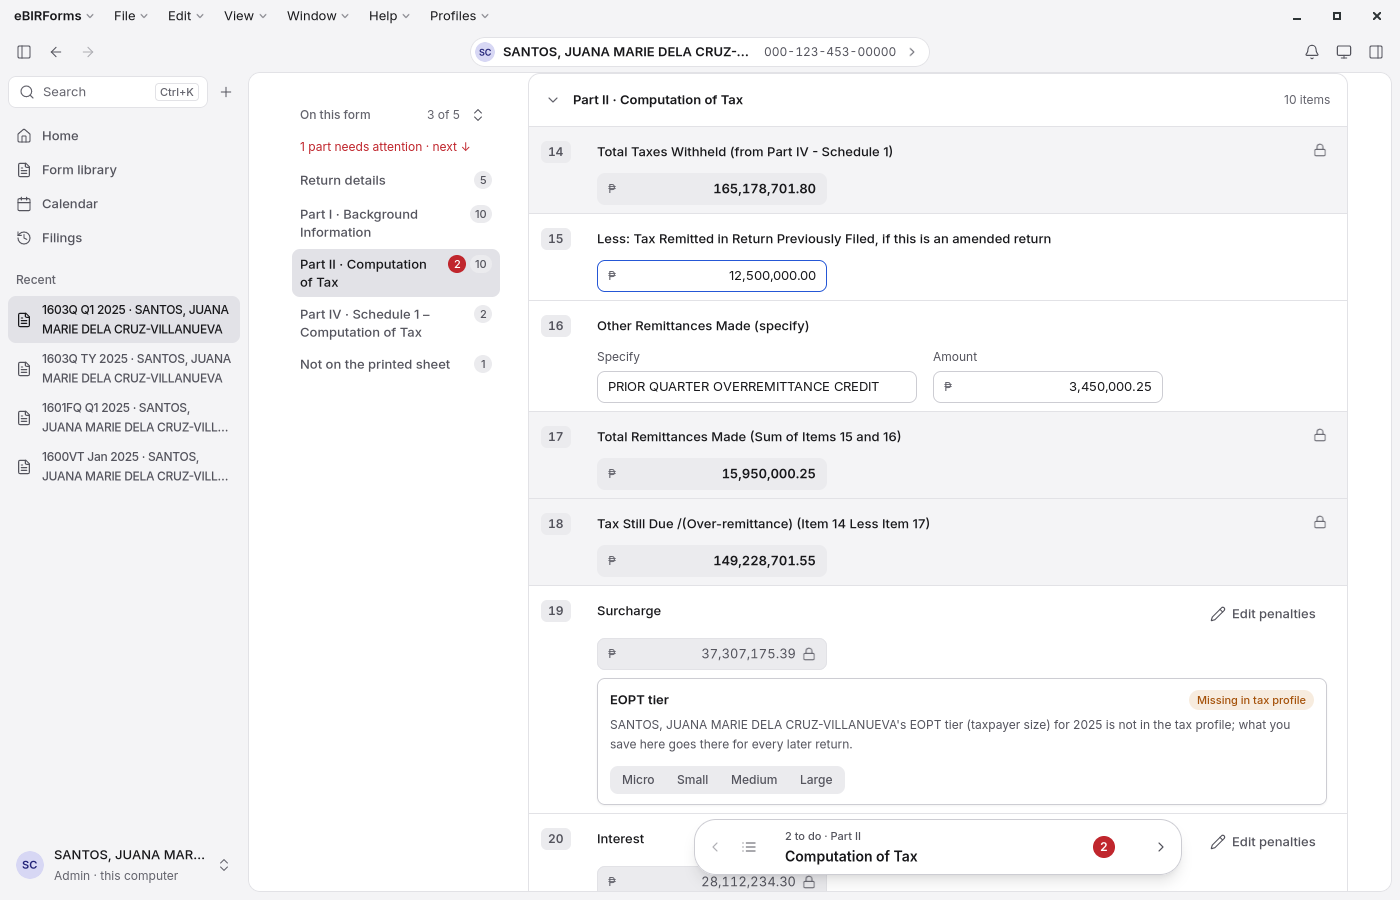 eBIRForms File Edit View Window Help Profiles
SC SANTOS, JUANA MARIE DELA CRUZ-... 000-123-453-00000
Search Ctrl+K
Home
Form library
Calendar
Filings
Recent
1603Q Q1 2025 · SANTOS, JUANA
MARIE DELA CRUZ-VILLANUEVA
1603Q TY 2025 · SANTOS, JUANA
MARIE DELA CRUZ-VILLANUEVA
1601FQ Q1 2025 · SANTOS,
JUANA MARIE DELA CRUZ-VILL...
1600VT Jan 2025 · SANTOS,
JUANA MARIE DELA CRUZ-VILL...
SC SANTOS, JUANA MAR...
Admin · this computer
On this form 3 of 5
1 part needs attention · next ↓
Return details 5
Part I · Background
Information 10
Part II · Computation
of Tax 2 10
Part IV · Schedule 1 –
Computation of Tax 2
Not on the printed sheet 1
Part II · Computation of Tax 10 items
14 Total Taxes Withheld (from Part IV - Schedule 1)
₱ 165,178,701.80
15 Less: Tax Remitted in Return Previously Filed, if this is an amended return
₱ 12,500,000.00
16 Other Remittances Made (specify)
Specify Amount
PRIOR QUARTER OVERREMITTANCE CREDIT ₱ 3,450,000.25
17 Total Remittances Made (Sum of Items 15 and 16)
₱ 15,950,000.25
18 Tax Still Due /(Over-remittance) (Item 14 Less Item 17)
₱ 149,228,701.55
19 Surcharge Edit penalties
₱ 37,307,175.39
EOPT tier Missing in tax profile
SANTOS, JUANA MARIE DELA CRUZ-VILLANUEVA's EOPT tier (taxpayer size) for 2025 is not in the tax profile; what you
save here goes there for every later return.
Micro Small Medium Large
20 Interest Edit penalties
₱ 28,112,234.30
2 to do · Part II
Computation of Tax 2